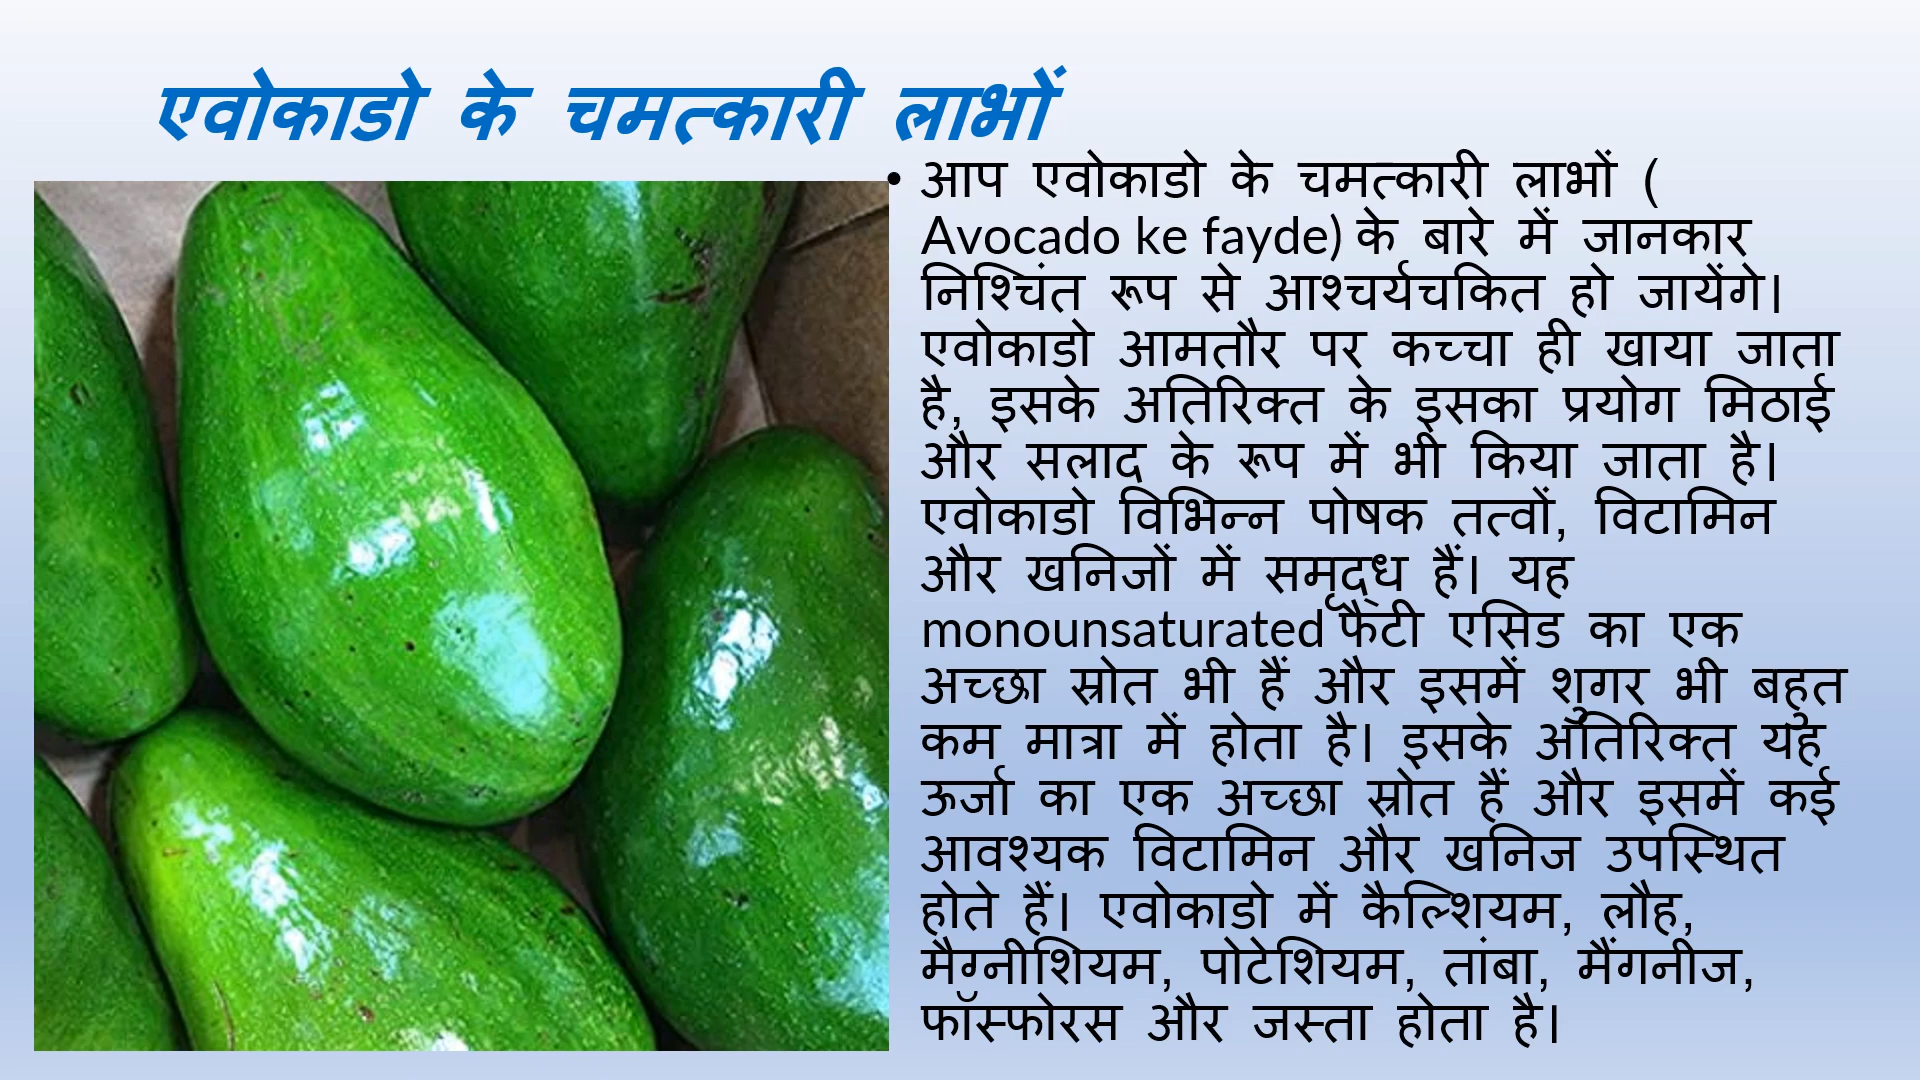 एवोकाडो के चमत्कारी लाभों
• आप एवोकाडो के चमत्कारी लाभों (
Avocado ke fayde) के बारे में जानकार
निश्चिंत रूप से आश्चर्यचकित हो जायेंगे।
एवोकाडो आमतौर पर कच्चा ही खाया जाता
है, इसके अतिरिक्त के इसका प्रयोग मिठाई
और सलाद के रूप में भी किया जाता है।
एवोकाडो विभिन्न पोषक तत्वों, विटामिन
और खनिजों में समृद्ध हैं। यह
monounsaturated फैटी एसिड का एक
अच्छा स्रोत भी हैं और इसमें शुगर भी बहुत
कम मात्रा में होता है। इसके अतिरिक्त यह
ऊर्जा का एक अच्छा स्रोत हैं और इसमें कई
आवश्यक विटामिन और खनिज उपस्थित
होते हैं। एवोकाडो में कैल्शियम, लौह,
मैग्नीशियम, पोटेशियम, तांबा, मैंगनीज,
फॉस्फोरस और जस्ता होता है।